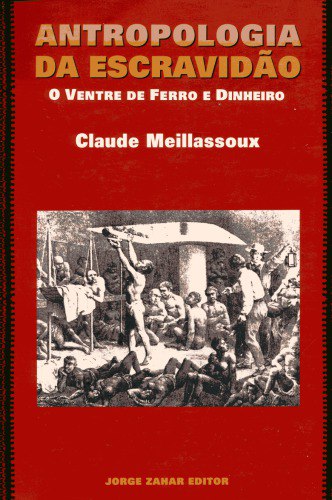 ANTROPOLOGIA
DA ESCRAVIDÃO
O VENTRE DE FERRO E DINHEIRO
Claude Meillassoux
JORGE ZAHAR EDITOR